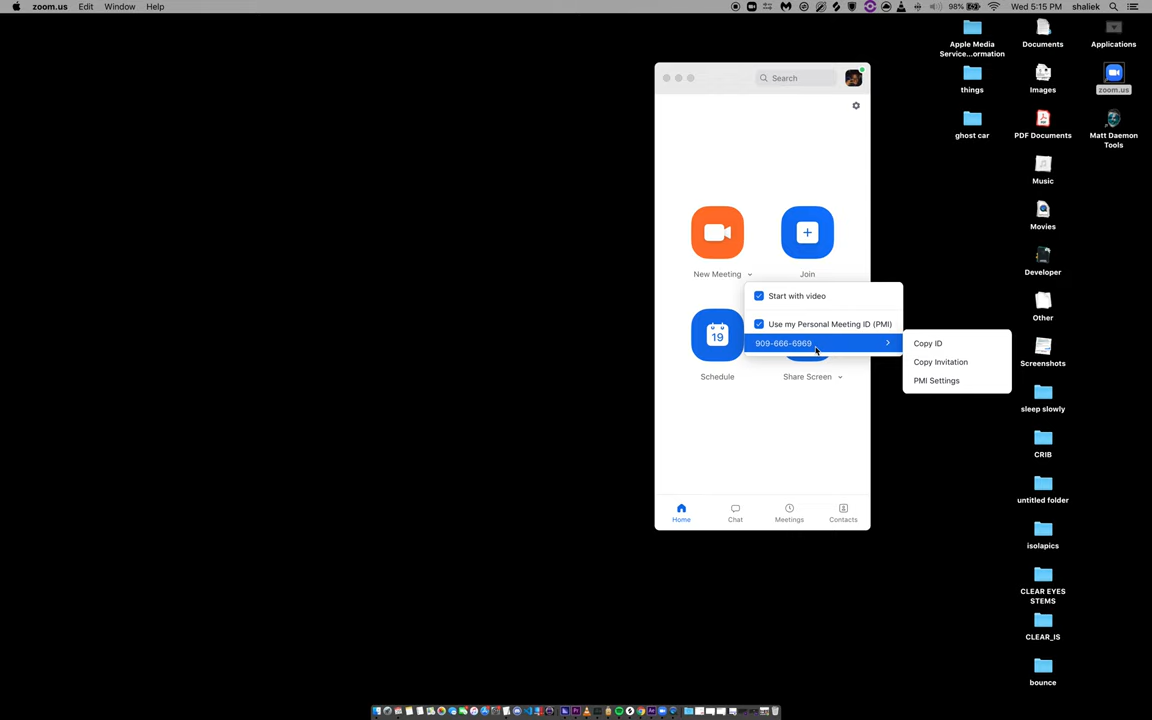 zoom.us Edit Window Help
98% Wed 5:15 PM shaliek
Search
New Meeting
Join
19
Schedule
Share Screen
Start with video
Use my Personal Meeting ID (PMI)
909-666-6969
Copy ID
Copy Invitation
PMI Settings
Home
Chat
Meetings
Contacts
Apple Media
Service...ormation
things
ghost car
Documents
Images
PDF Documents
Music
Movies
Developer
Other
Screenshots
sleep slowly
CRIB
untitled folder
isolapics
CLEAR EYES
STEMS
CLEAR_IS
bounce
Applications
zoom.us
Matt Daemon
Tools